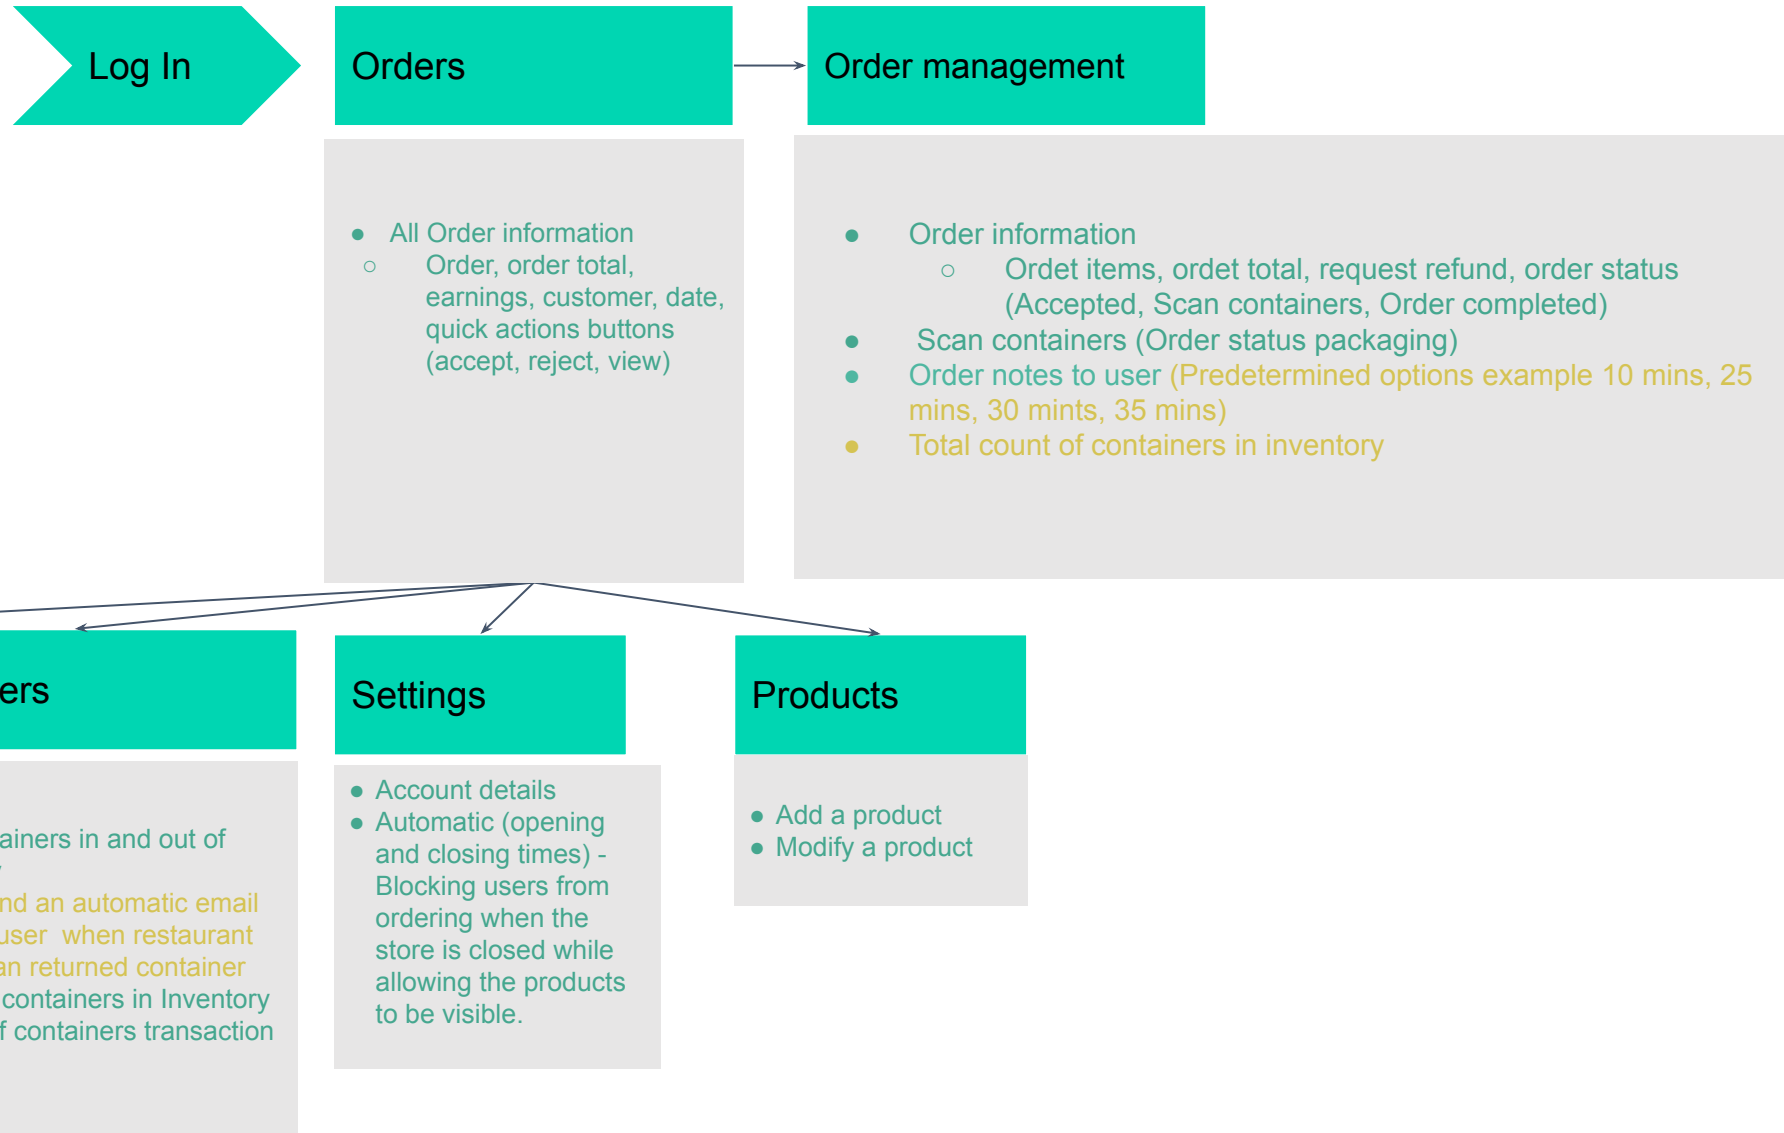 Log In
Orders
Order management
● All Order information
○ Order, order total,
earnings, customer, date,
quick actions buttons
(accept, reject, view)
● Order information
○ Ordet items, ordet total, request refund, order status
(Accepted, Scan containers, Order completed)
● Scan containers (Order status packaging)
● Order notes to user (Predetermined options example 10 mins, 25
mins, 30 mints, 35 mins)
● Total count of containers in inventory
ers
ainers in and out of
nd an automatic email
user when restaurant
an returned container
containers in Inventory
f containers transaction
Settings
● Account details
● Automatic (opening
and closing times) -
Blocking users from
ordering when the
store is closed while
allowing the products
to be visible.
Products
● Add a product
● Modify a product